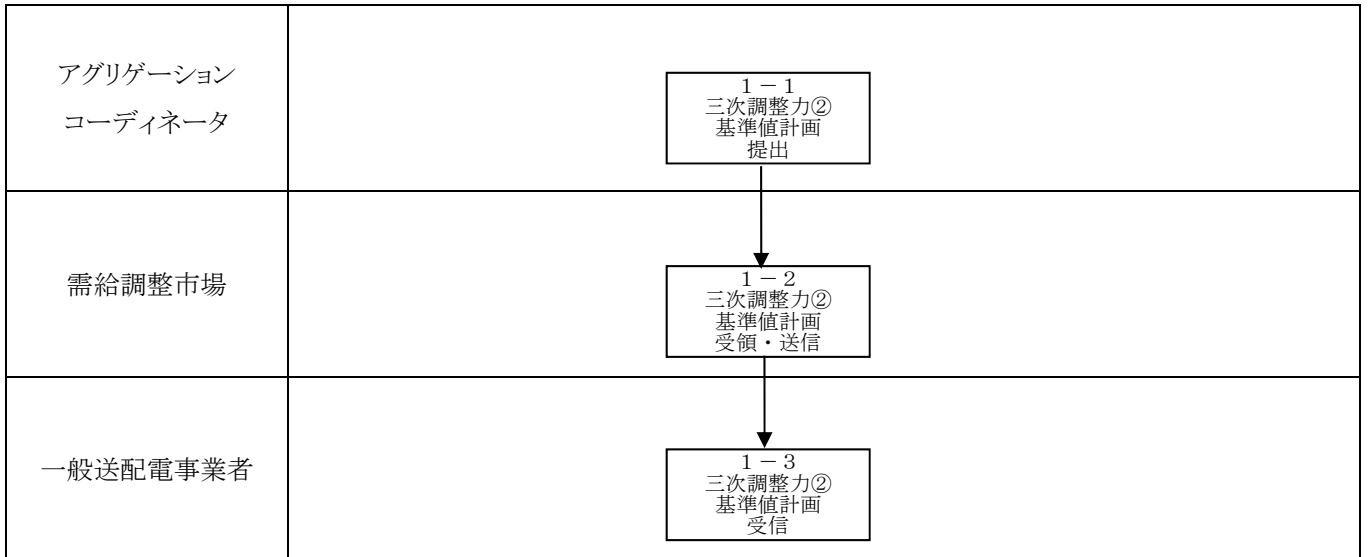 アグリゲーション
コーディネータ
1－1
三次調整力②
基準値計画
提出
需給調整市場
1－2
三次調整力②
基準値計画
受領・送信
一般送配電事業者
1－3
三次調整力②
基準値計画
受信